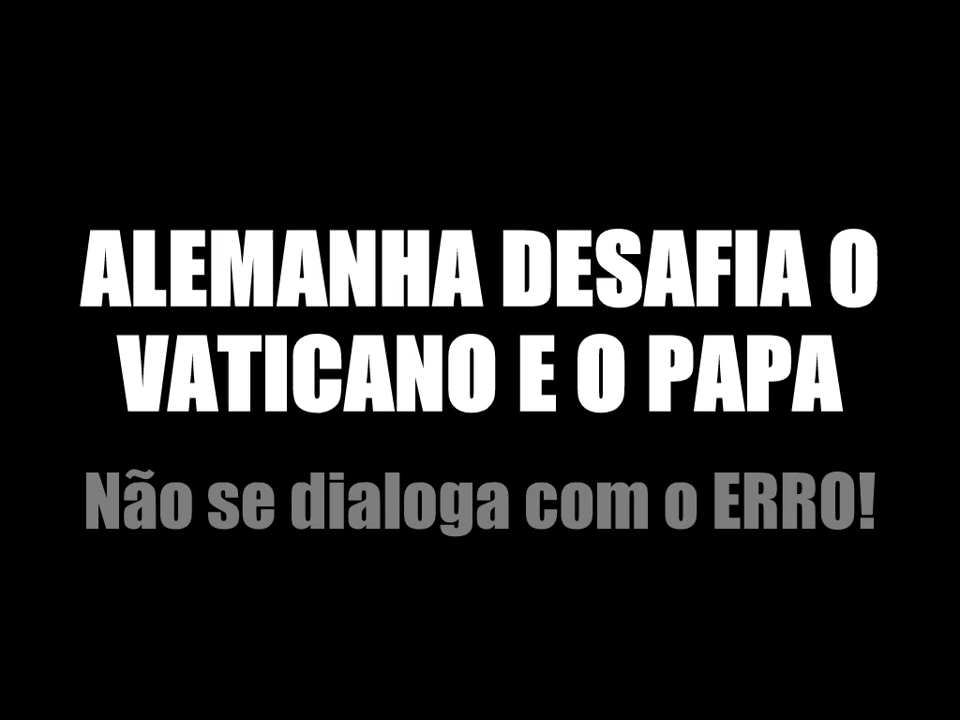 ALEMANHA DESAFIA O
VATICANO E O PAPA
Não se dialoga com o ERRO!